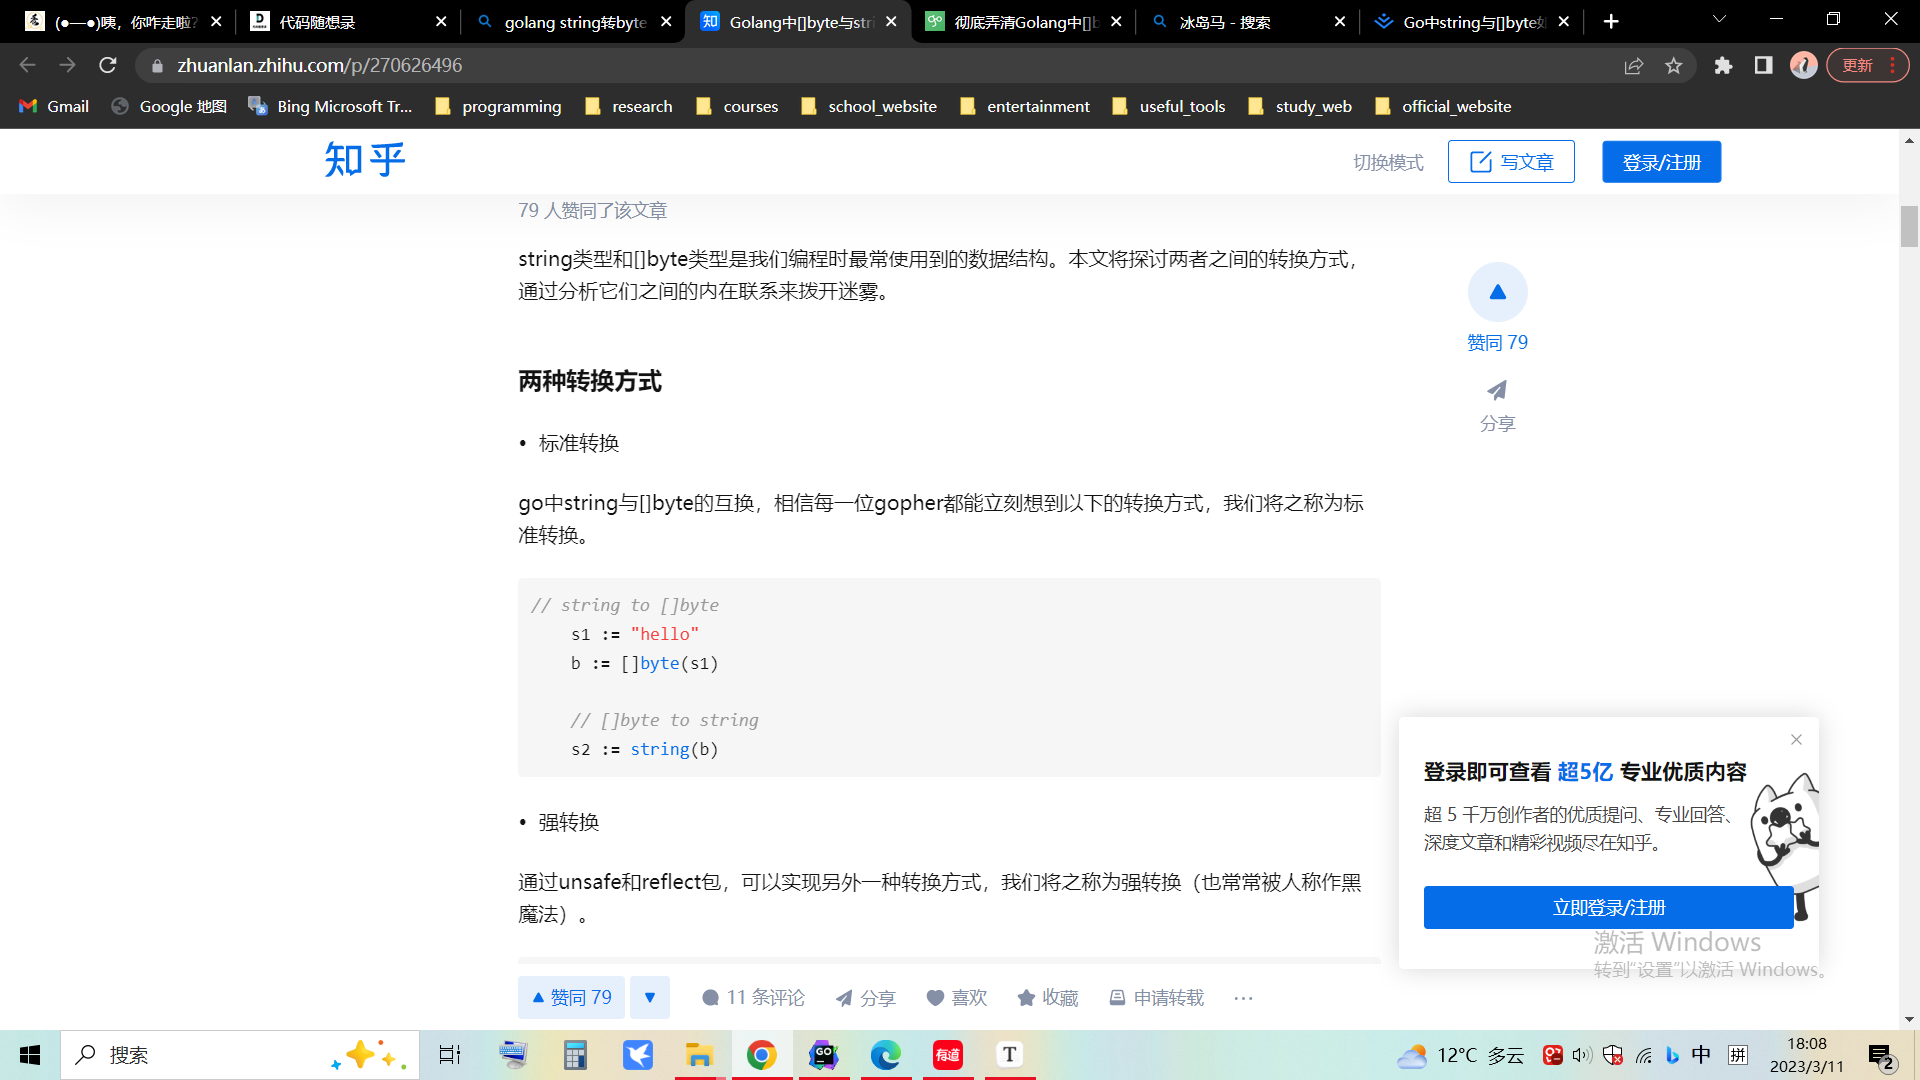 (●—●)咦，你咋走啦?
代码随想录
golang string转byte
Golang中[]byte与stri
彻底弄清Golang中[]b
冰岛马 - 搜索
Go中string与[]byte如
zhuanlan.zhihu.com/p/270626496
更新
Gmail
Google 地图
Bing Microsoft Tr...
programming
research
courses
school_website
entertainment
useful_tools
study_web
official_website
知乎
切换模式
写文章
登录/注册
79 人赞同了该文章
string类型和[]byte类型是我们编程时最常使用到的数据结构。本文将探讨两者之间的转换方式，
通过分析它们之间的内在联系来拨开迷雾。
赞同 79
分享
两种转换方式
• 标准转换
go中string与[]byte的互换，相信每一位gopher都能立刻想到以下的转换方式，我们将之称为标
准转换。
// string to []byte
s1 := "hello"
b := []byte(s1)
// []byte to string
s2 := string(b)
• 强转换
通过unsafe和reflect包，可以实现另外一种转换方式，我们将之称为强转换（也常常被人称作黑
魔法）。
登录即可查看 超5亿 专业优质内容
超 5 千万创作者的优质提问、专业回答、
深度文章和精彩视频尽在知乎。
立即登录/注册
激活 Windows
转到"设置"以激活 Windows。
赞同 79
11 条评论
分享
喜欢
收藏
申请转载
···
搜索
GO
有道
T
12°C 多云
中
拼
18:08
2023/3/11
2